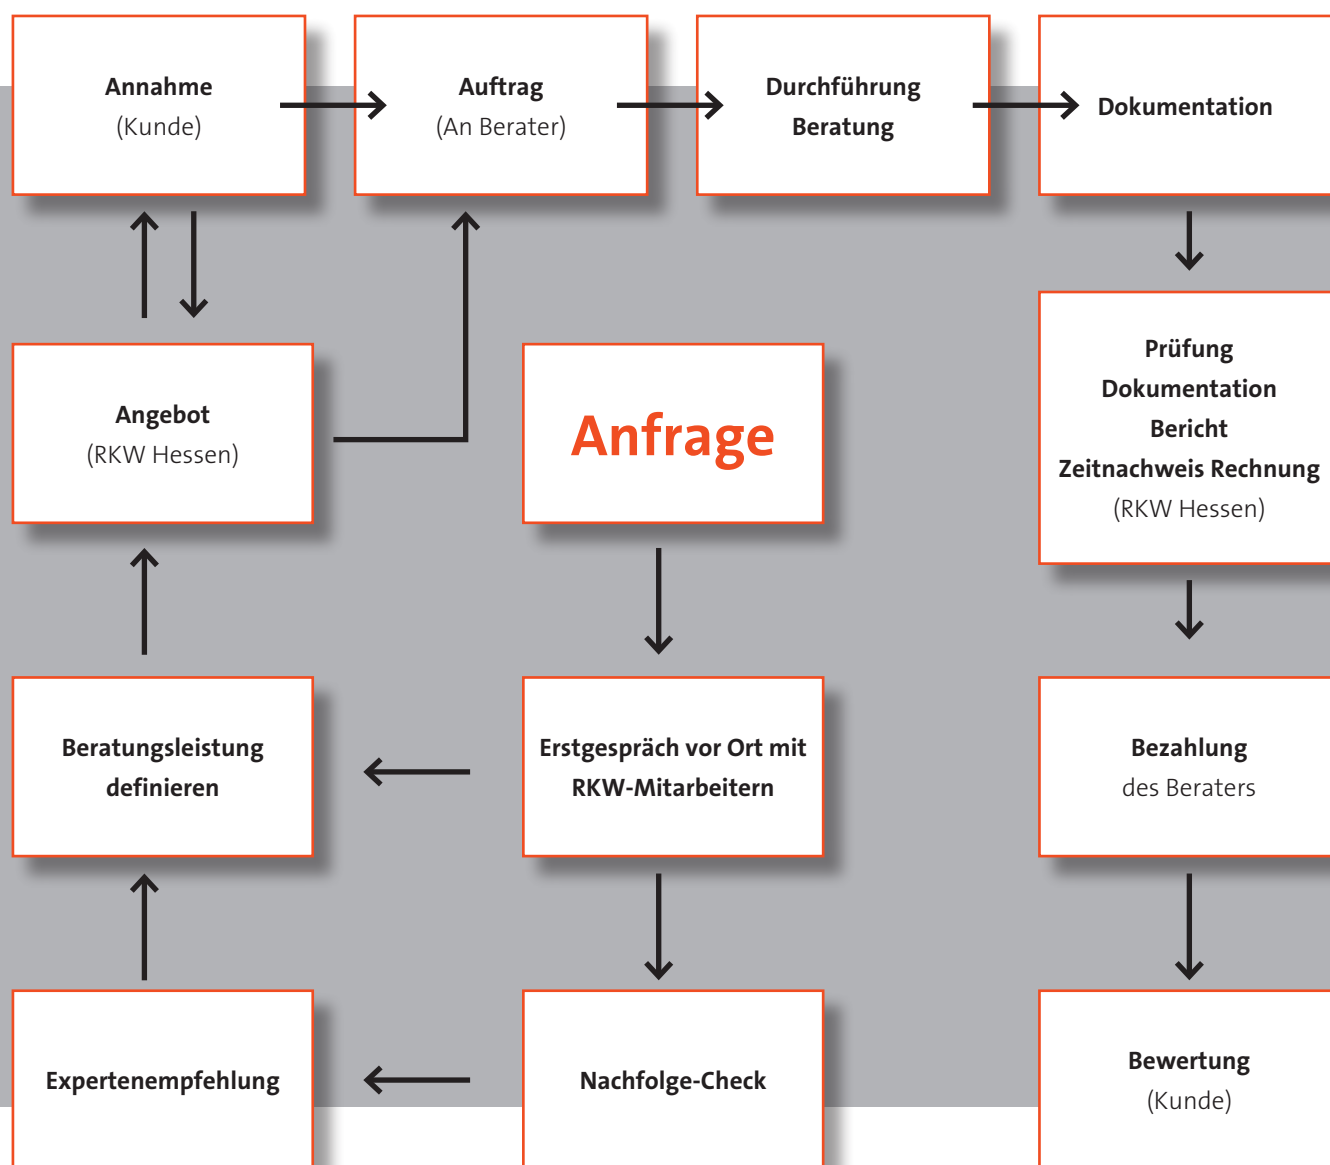 Annahme
(Kunde)
Auftrag
(An Berater)
Durchführung
Beratung
Dokumentation
Angebot
(RKW Hessen)
Anfrage
Prüfung
Dokumentation
Bericht
Zeitnachweis Rechnung
(RKW Hessen)
Beratungsleistung
definieren
Erstgespräch vor Ort mit
RKW-Mitarbeitern
Bezahlung
des Beraters
Expertenempfehlung
Nachfolge-Check
Bewertung
(Kunde)